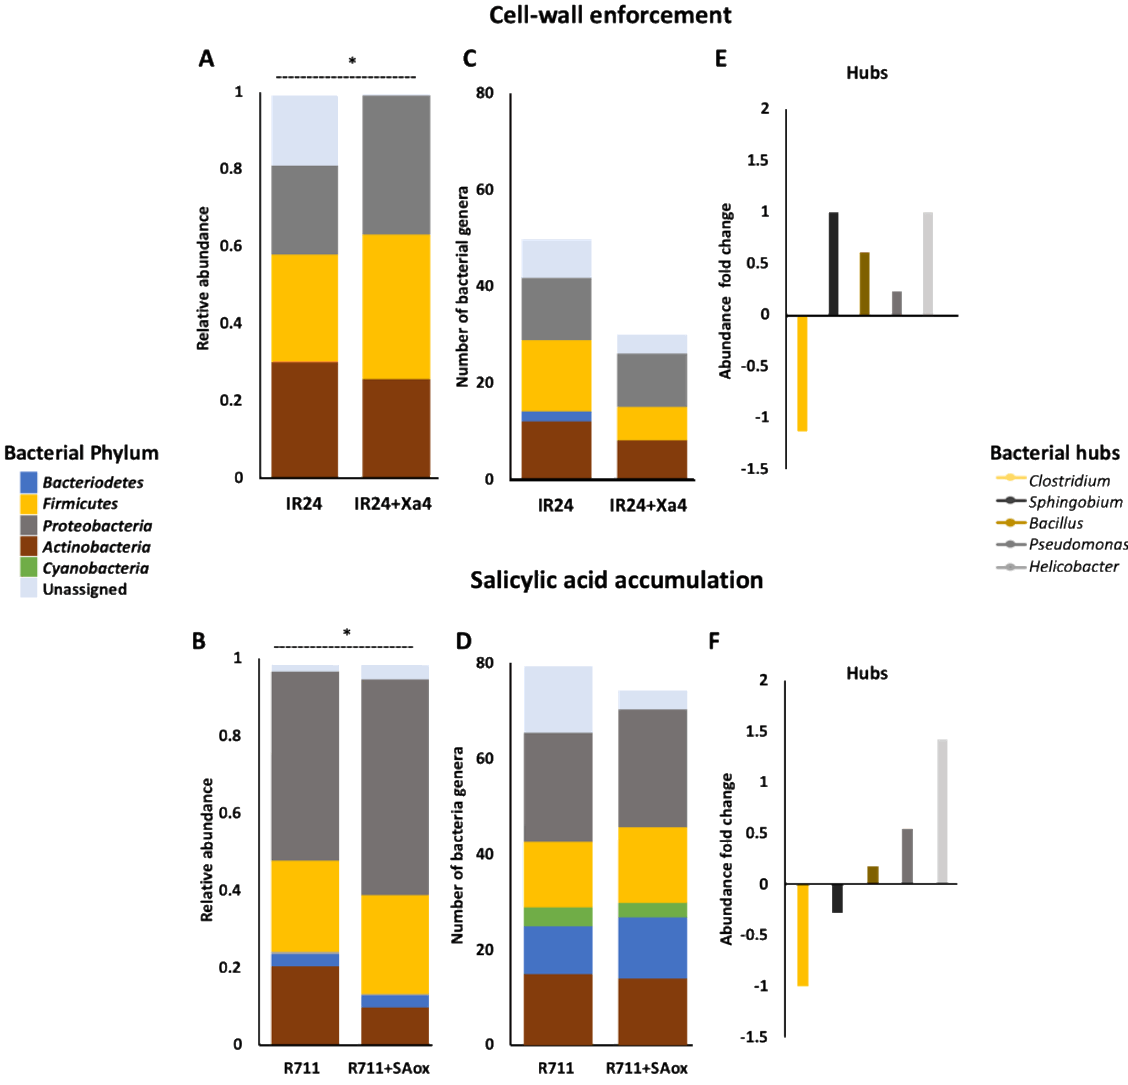 Cell-wall enforcement
A
*
1
0.8
0.6
0.4
0.2
0
Relative abundance
IR24
IR24+Xa4
C
80
60
40
20
0
Number of bacterial genera
IR24
IR24+Xa4
E
Hubs
2
1.5
1
0.5
0
-0.5
-1
-1.5
Abundance fold change
Bacterial Phylum
Bacteriodetes
Firmicutes
Proteobacteria
Actinobacteria
Cyanobacteria
Unassigned
Bacterial hubs
Clostridium
Sphingobium
Bacillus
Pseudomonas
Helicobacter
Salicylic acid accumulation
B
*
1
0.8
0.6
0.4
0.2
0
Relative abundance
R711
R711+SAox
D
80
60
40
20
0
Number of bacteria genera
R711
R711+SAox
F
Hubs
2
1.5
1
0.5
0
-0.5
-1
-1.5
Abundance fold change